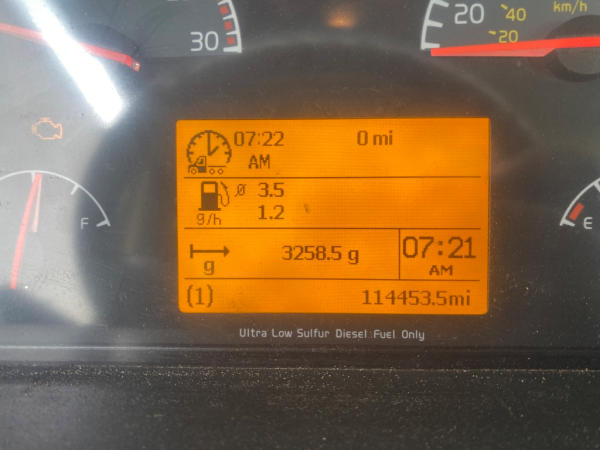 20
40
km/h
20
30
07:22
0 mi
AM
ø 3.5
g/h
1.2
g
3258.5 g
07:21
AM
(1)
114453.5mi
F
E
Ultra Low Sulfur Diesel Fuel Only